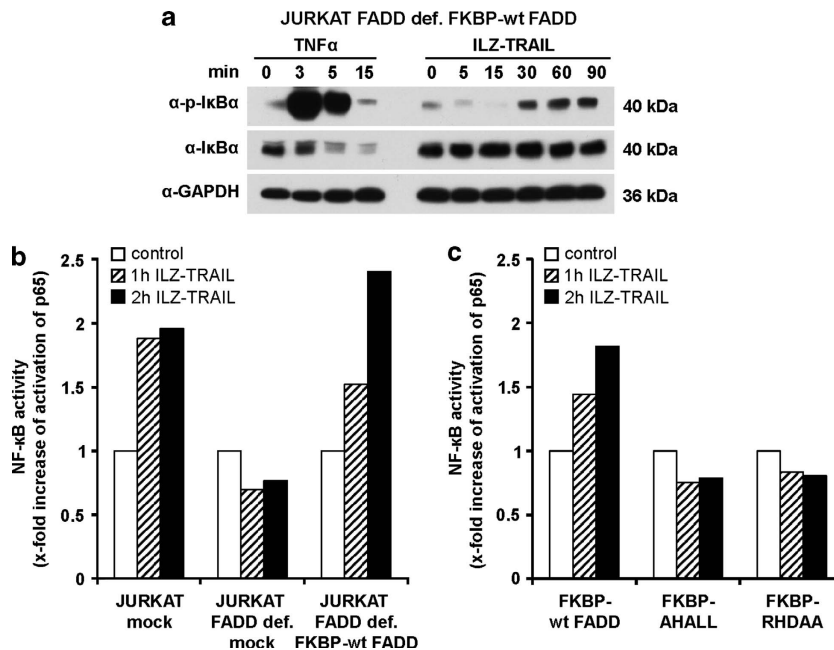 a
JURKAT FADD def. FKBP-wt FADD
TNFα ILZ-TRAIL
min 0 3 5 15 0 5 15 30 60 90
α-p-IκBα 40 kDa
α-IκBα 40 kDa
α-GAPDH 36 kDa
b
control
1h ILZ-TRAIL
2h ILZ-TRAIL
NF-κB activity
(x-fold increase of activation of p65)
2.5
2
1.5
1
0.5
0
JURKAT
mock
JURKAT
FADD def.
mock
JURKAT
FADD def.
FKBP-wt FADD
c
control
1h ILZ-TRAIL
2h ILZ-TRAIL
NF-κB activity
(x-fold increase of activation of p65)
2.5
2
1.5
1
0.5
0
FKBP-
wt FADD
FKBP-
AHALL
FKBP-
RHDAA